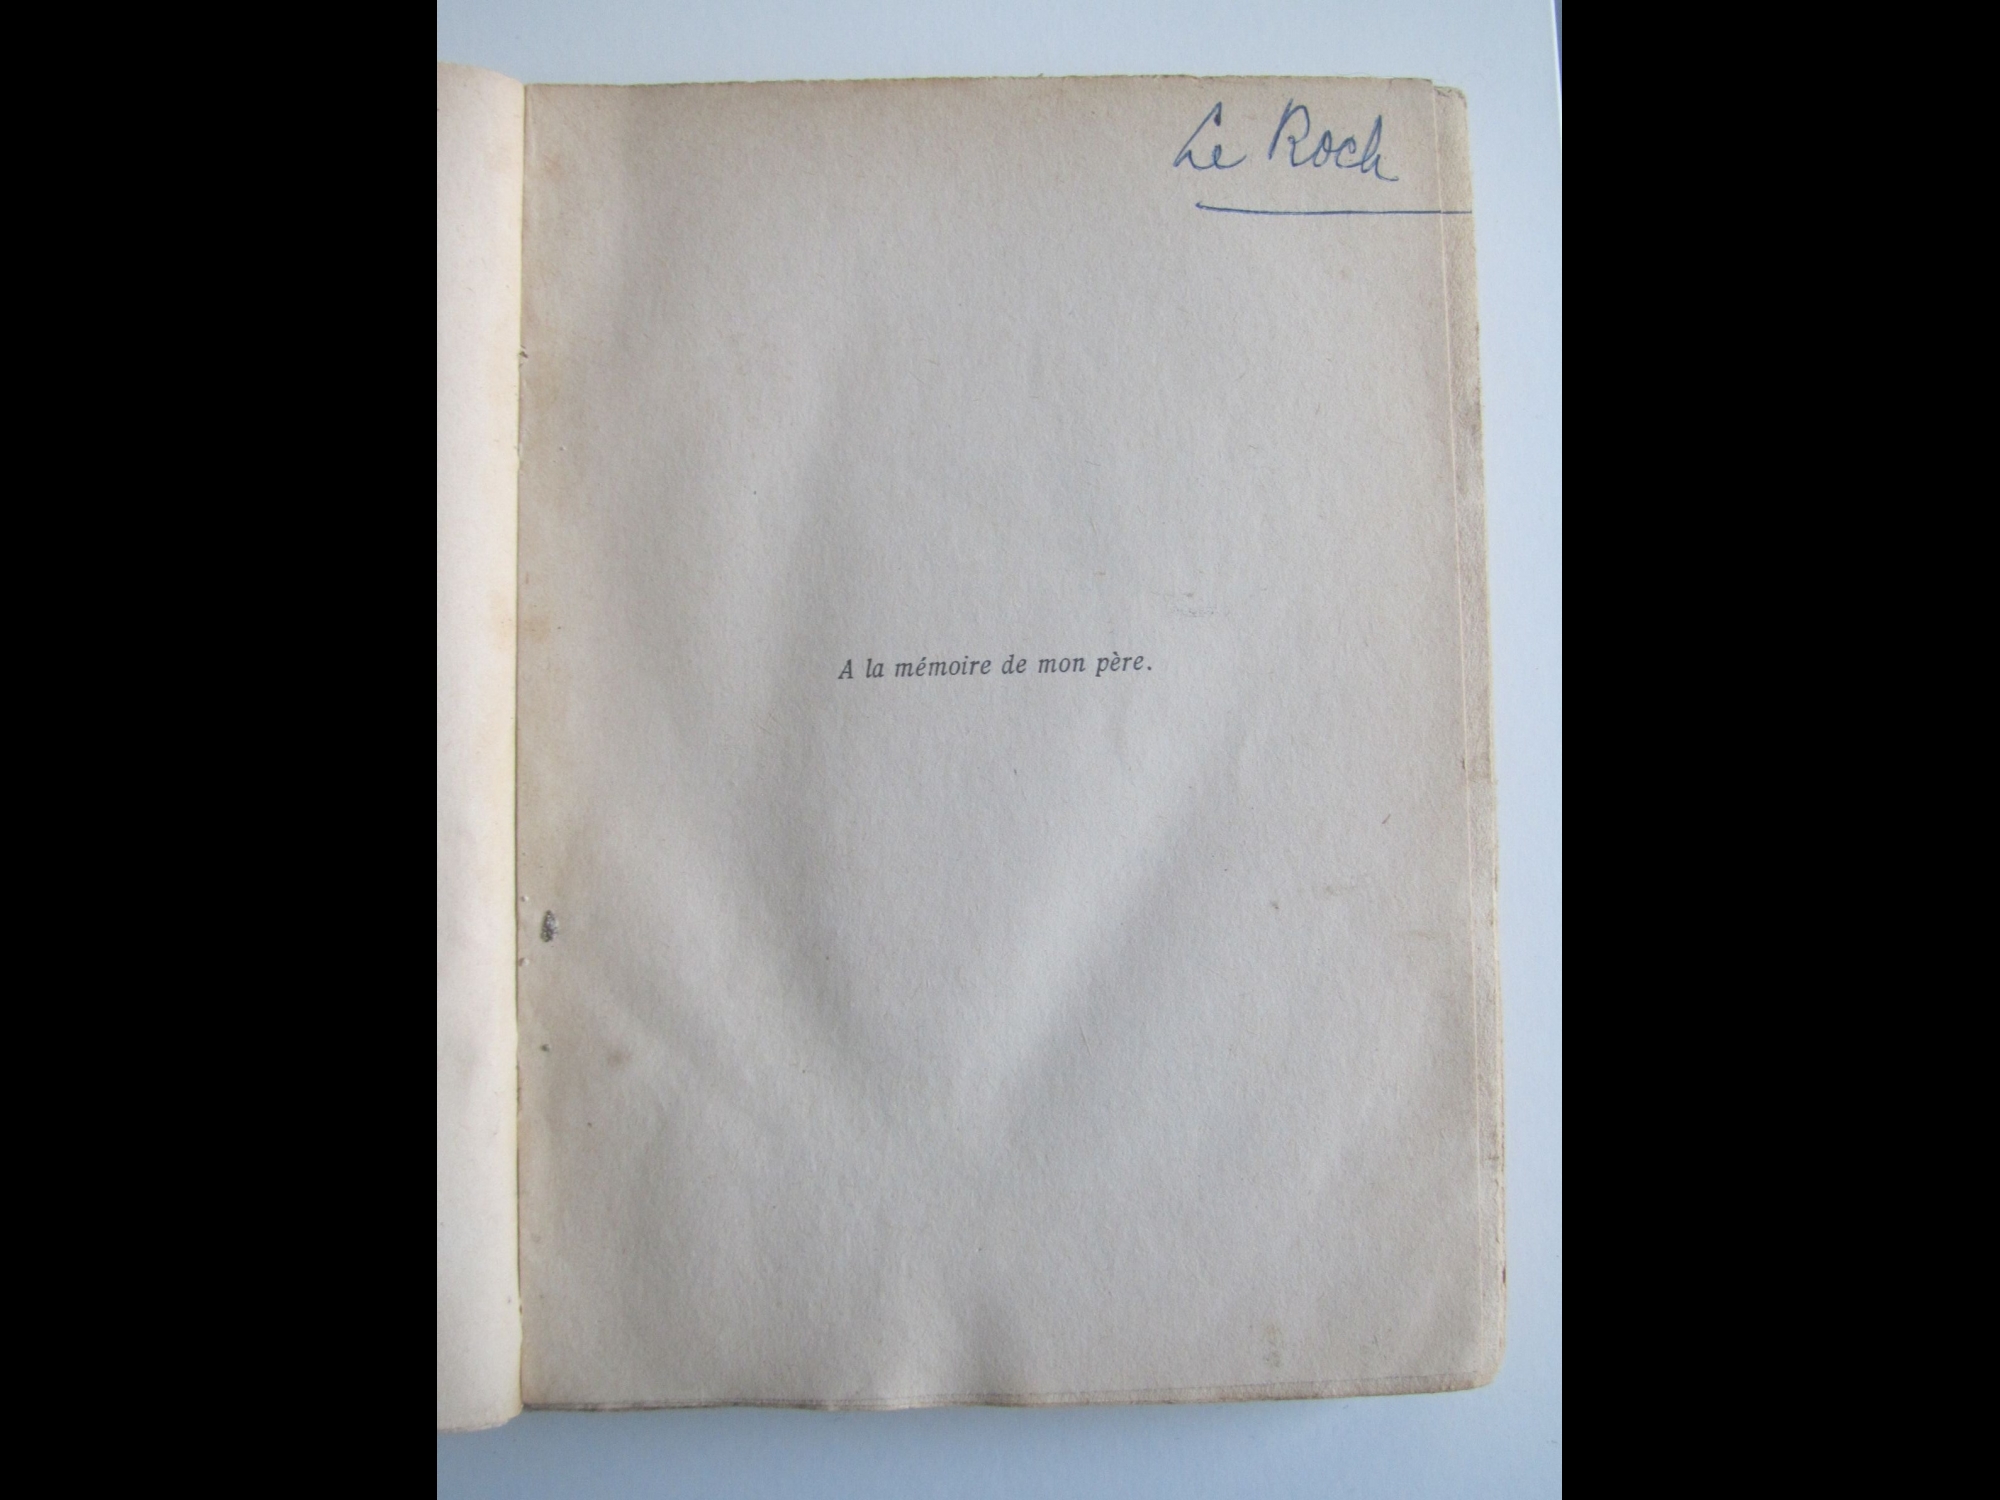 Le Roch
A la mémoire de mon père.